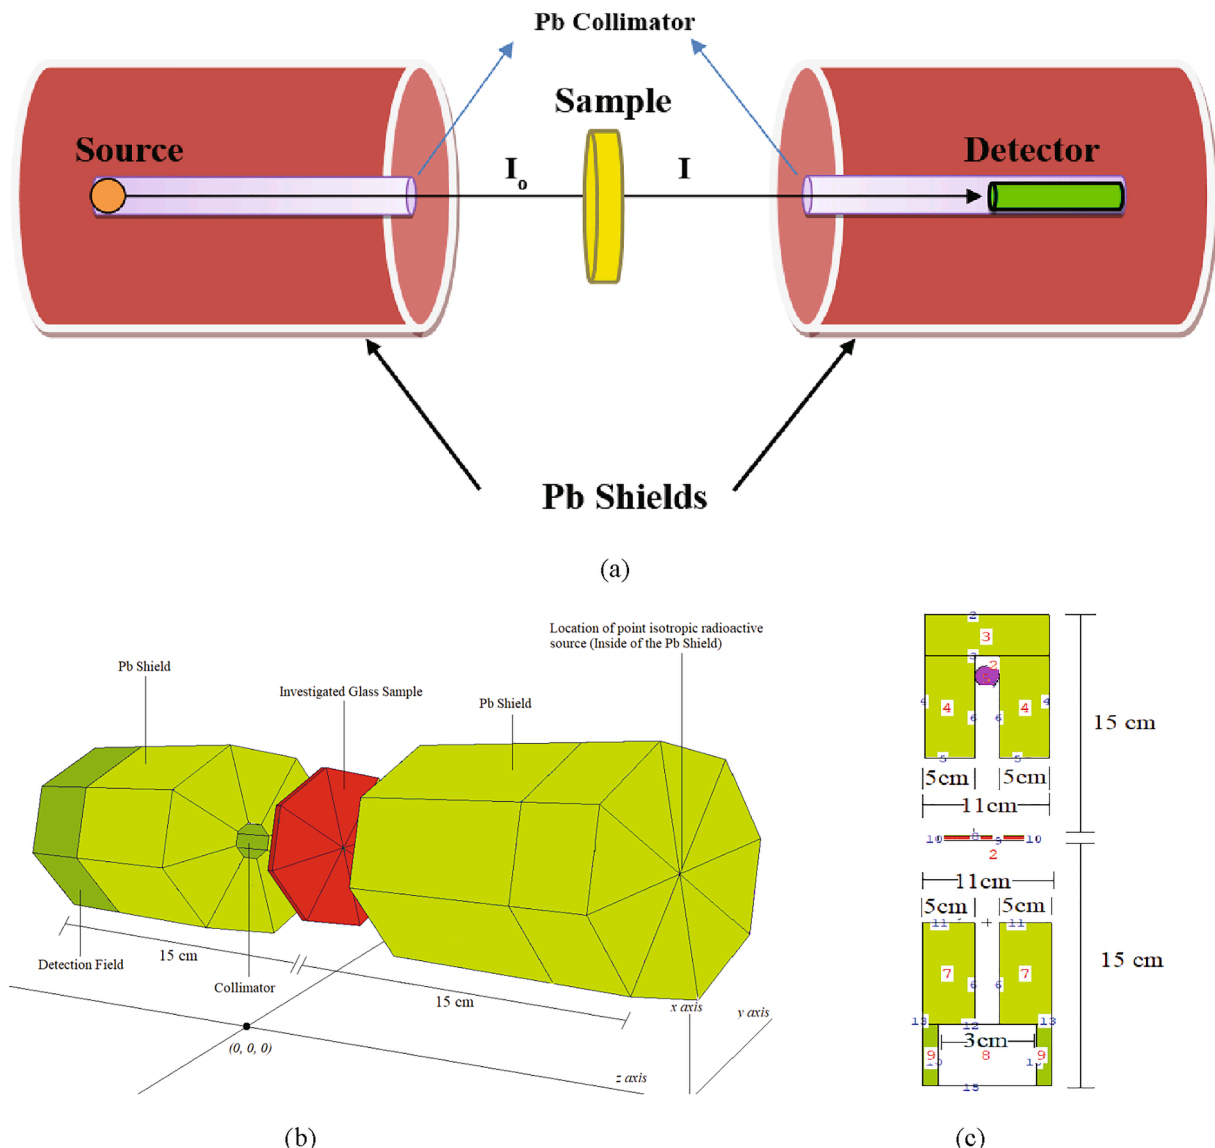 Pb Collimator
Sample
Source
Detector
I₀
I
Pb Shields
(a)
Location of point isotropic radioactive
source (Inside of the Pb Shield)
Pb Shield
Investigated Glass Sample
Pb Shield
Detection Field
15 cm
Collimator
15 cm
x axis
y axis
(0, 0, 0)
z axis
(b)
2
3
3
2
4
4
4
4
6
6
5
5
15 cm
5cm
5cm
11cm
10
8
9
10
2
11cm
5cm
5cm
11
11
7
7
6
6
15 cm
13
12
13
3cm
9
8
9
15
(c)